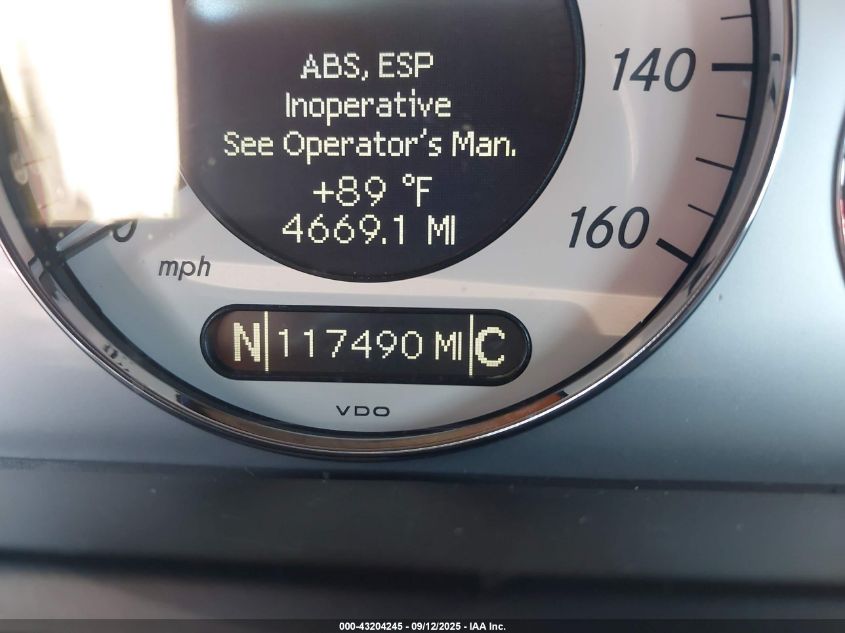 ABS, ESP
Inoperative
See Operator's Man.
+89 °F
4669.1 MI
140
160
0
mph
N 117490 MI C
VDO
000-43204245 - 09/12/2025 - IAA Inc.